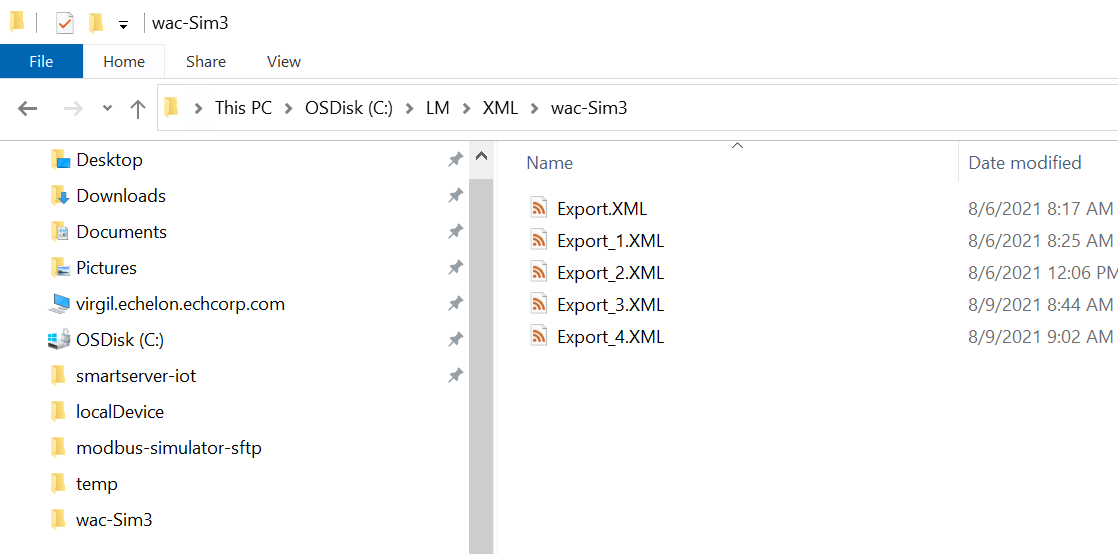 wac-Sim3
File Home Share View
This PC OSDisk (C:) LM XML wac-Sim3
Desktop
Downloads
Documents
Pictures
virgil.echelon.echcorp.com
OSDisk (C:)
smartserver-iot
localDevice
modbus-simulator-sftp
temp
wac-Sim3
Name Date modified
Export.XML 8/6/2021 8:17 AM
Export_1.XML 8/6/2021 8:25 AM
Export_2.XML 8/6/2021 12:06 PM
Export_3.XML 8/9/2021 8:44 AM
Export_4.XML 8/9/2021 9:02 AM